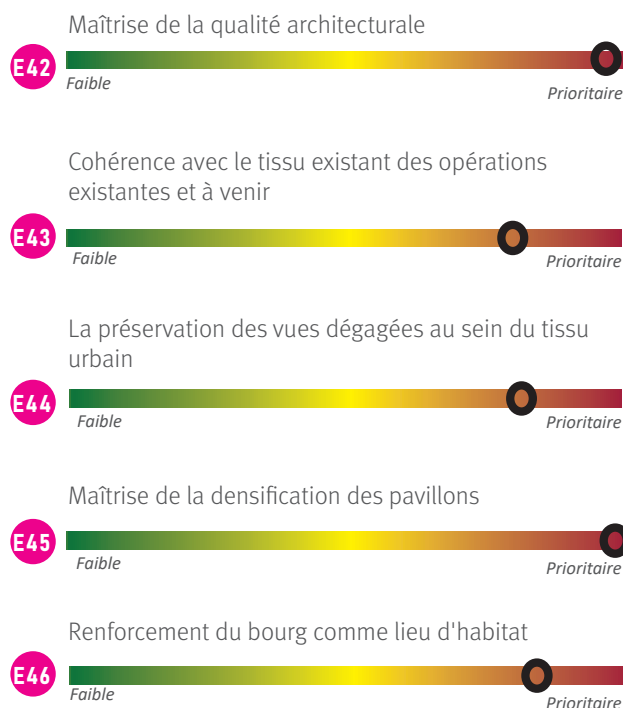 Maîtrise de la qualité architecturale
E42
Faible
Prioritaire
Cohérence avec le tissu existant des opérations
existantes et à venir
E43
Faible
Prioritaire
La préservation des vues dégagées au sein du tissu
urbain
E44
Faible
Prioritaire
Maîtrise de la densification des pavillons
E45
Faible
Prioritaire
Renforcement du bourg comme lieu d'habitat
E46
Faible
Prioritaire